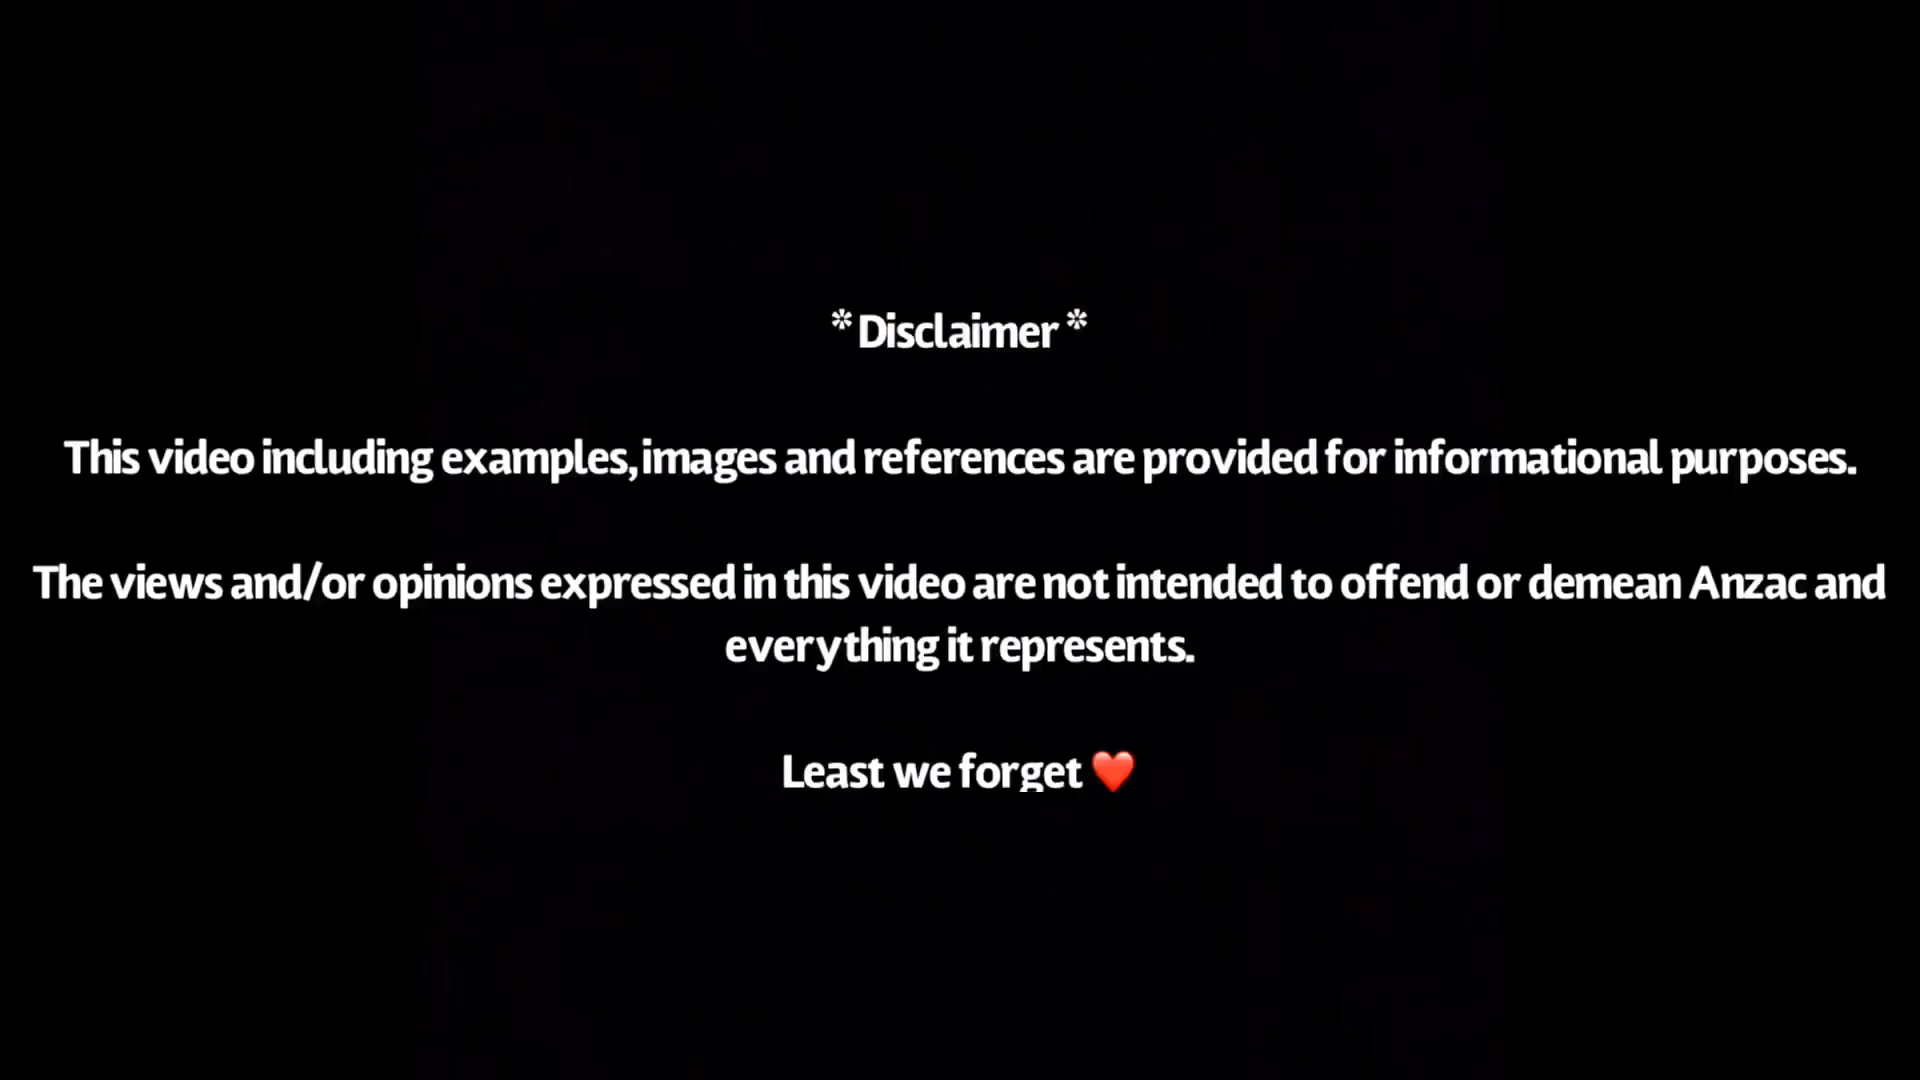 * Disclaimer *
This video including examples, images and references are provided for informational purposes.
The views and/or opinions expressed in this video are not intended to offend or demean Anzac and
everything it represents.
Least we forget ❤️